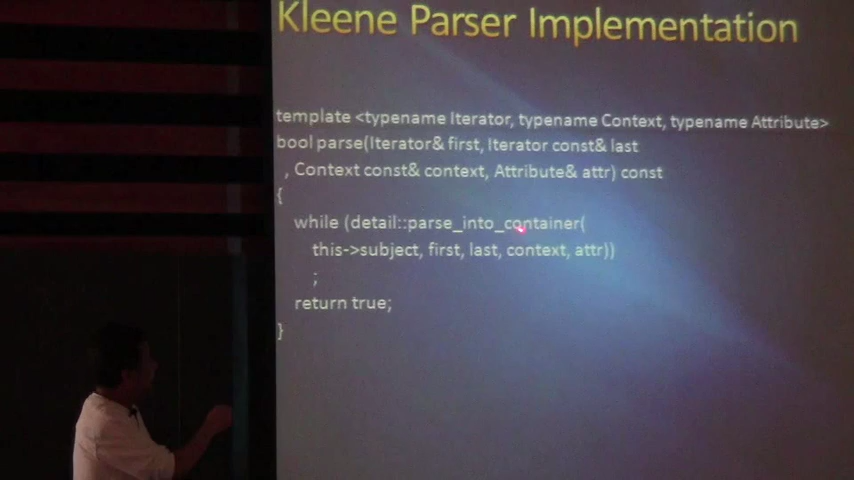 Kleene Parser Implementation
template <typename Iterator, typename Context, typename Attribute>
bool parse(Iterator& first, Iterator const& last
, Context const& context, Attribute& attr) const
{
while (detail::parse_into_container(
this->subject, first, last, context, attr))
;
return true;
}